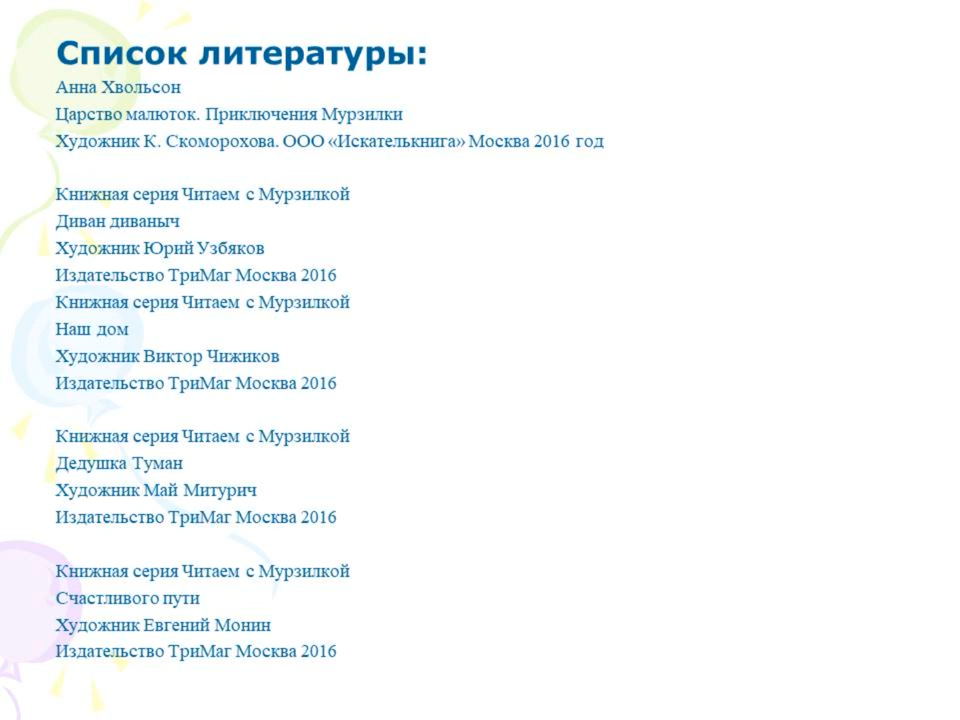 Список литературы:
Анна Хвольсон
Царство малюток. Приключения Мурзилки
Художник К. Скоморохова. ООО «Искателькнига» Москва 2016 год
Книжная серия Читаем с Мурзилкой
Диван диваныч
Художник Юрий Узбяков
Издательство ТриМаг Москва 2016
Книжная серия Читаем с Мурзилкой
Наш дом
Художник Виктор Чижиков
Издательство ТриМаг Москва 2016
Книжная серия Читаем с Мурзилкой
Дедушка Туман
Художник Май Митурич
Издательство ТриМаг Москва 2016
Книжная серия Читаем с Мурзилкой
Счастливого пути
Художник Евгений Монин
Издательство ТриМаг Москва 2016